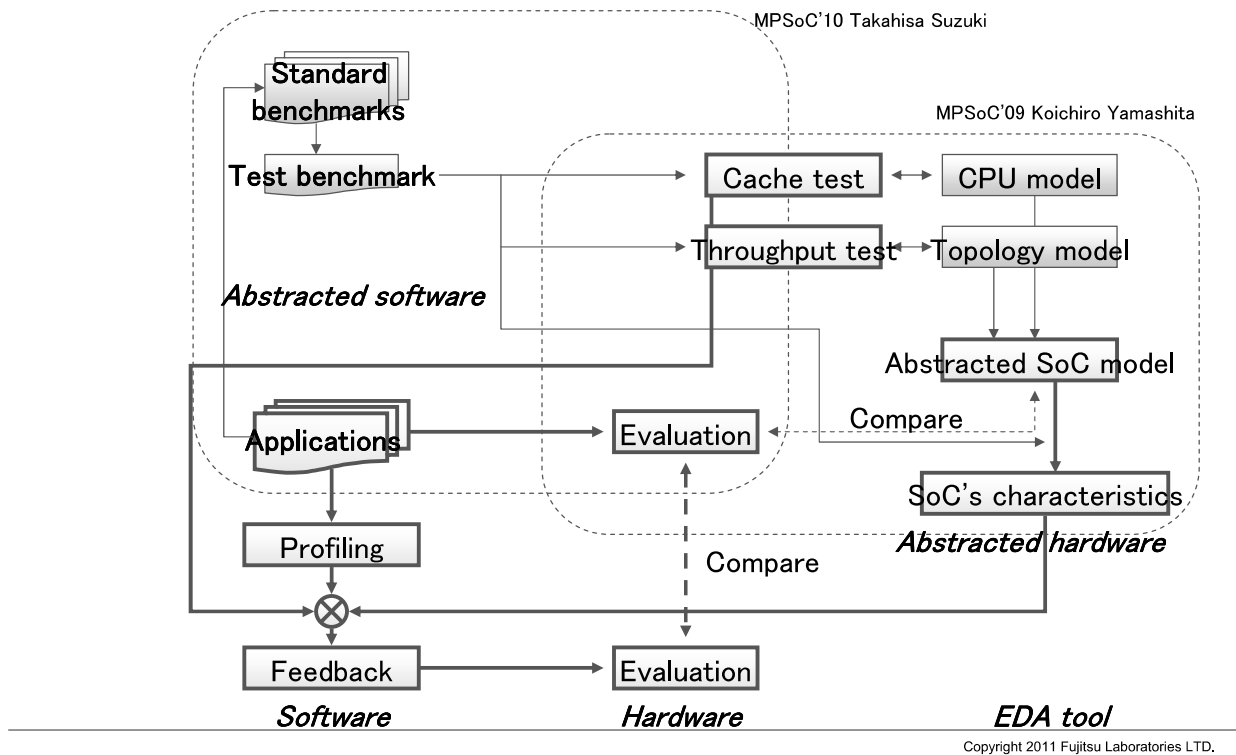 MPSoC'10 Takahisa Suzuki
Standard
benchmarks
MPSoC'09 Koichiro Yamashita
Test benchmark
Cache test
CPU model
Throughput test
Topology model
Abstracted software
Abstracted SoC model
Compare
Applications
Evaluation
SoC's characteristics
Abstracted hardware
Profiling
Compare
Feedback
Evaluation
Software
Hardware
EDA tool
Copyright 2011 Fujitsu Laboratories LTD.